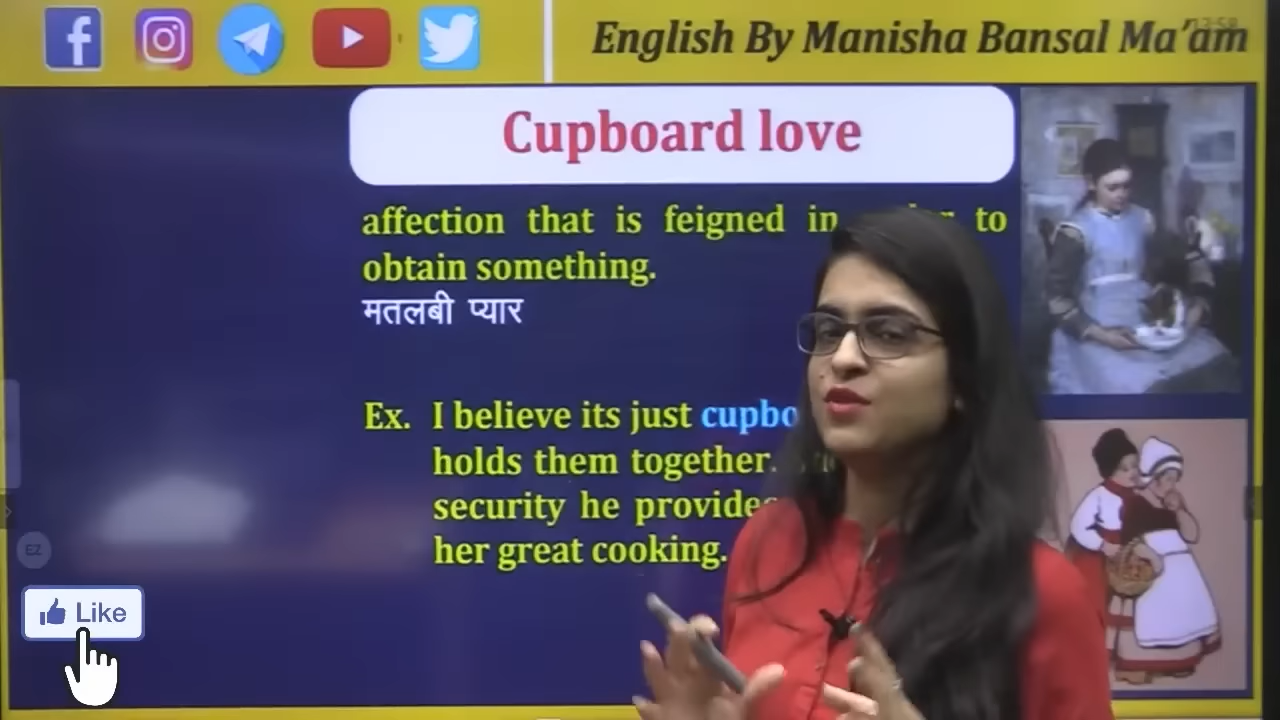 English By Manisha Bansal Ma'am
Cupboard love
affection that is feigned in to
obtain something.
मतलबी प्यार
Ex. I believe its just
holds them together.
security he provides
her great cooking.
EZ
Like